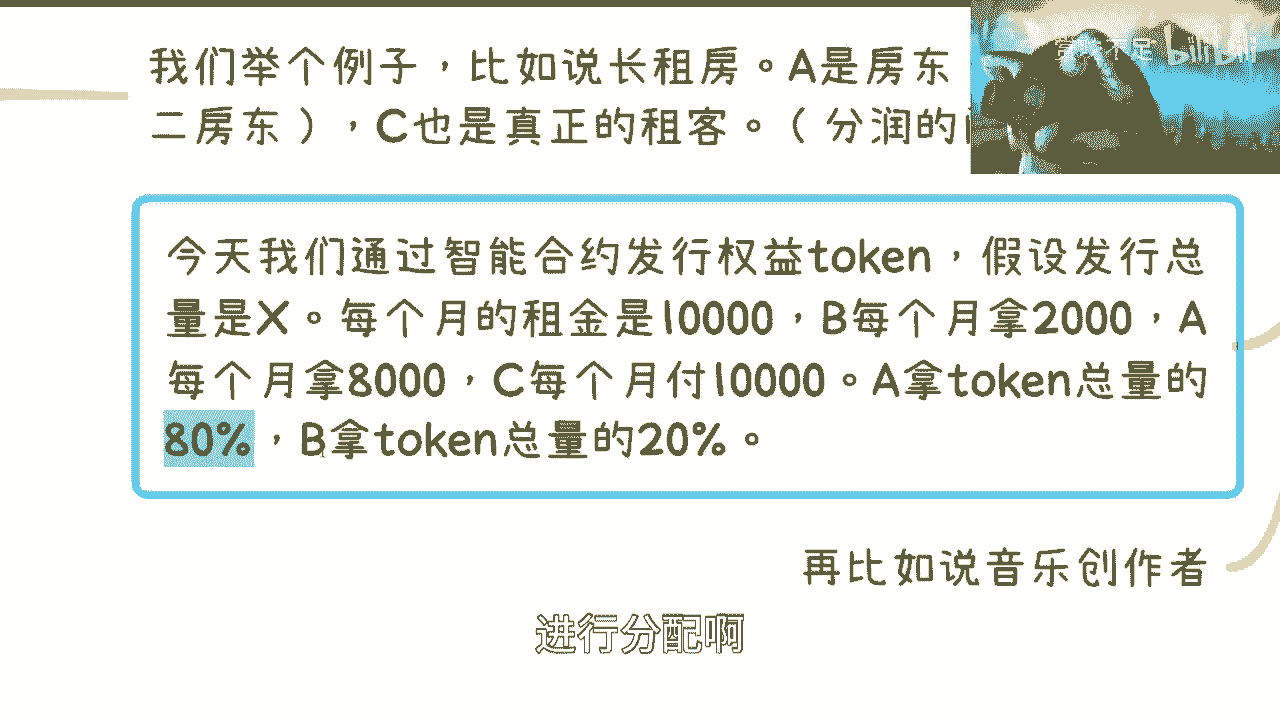 我们举个例子，比如说长租房。A是房东
bilibili
二房东），C也是真正的租客。（分润的
今天我们通过智能合约发行权益token，假设发行总
量是X。每个月的租金是10000，B每个月拿2000，A
每个月拿8000，C每个月付10000。A拿token总量的
80%，B拿token总量的20%。
再比如说音乐创作者
进行分配啊